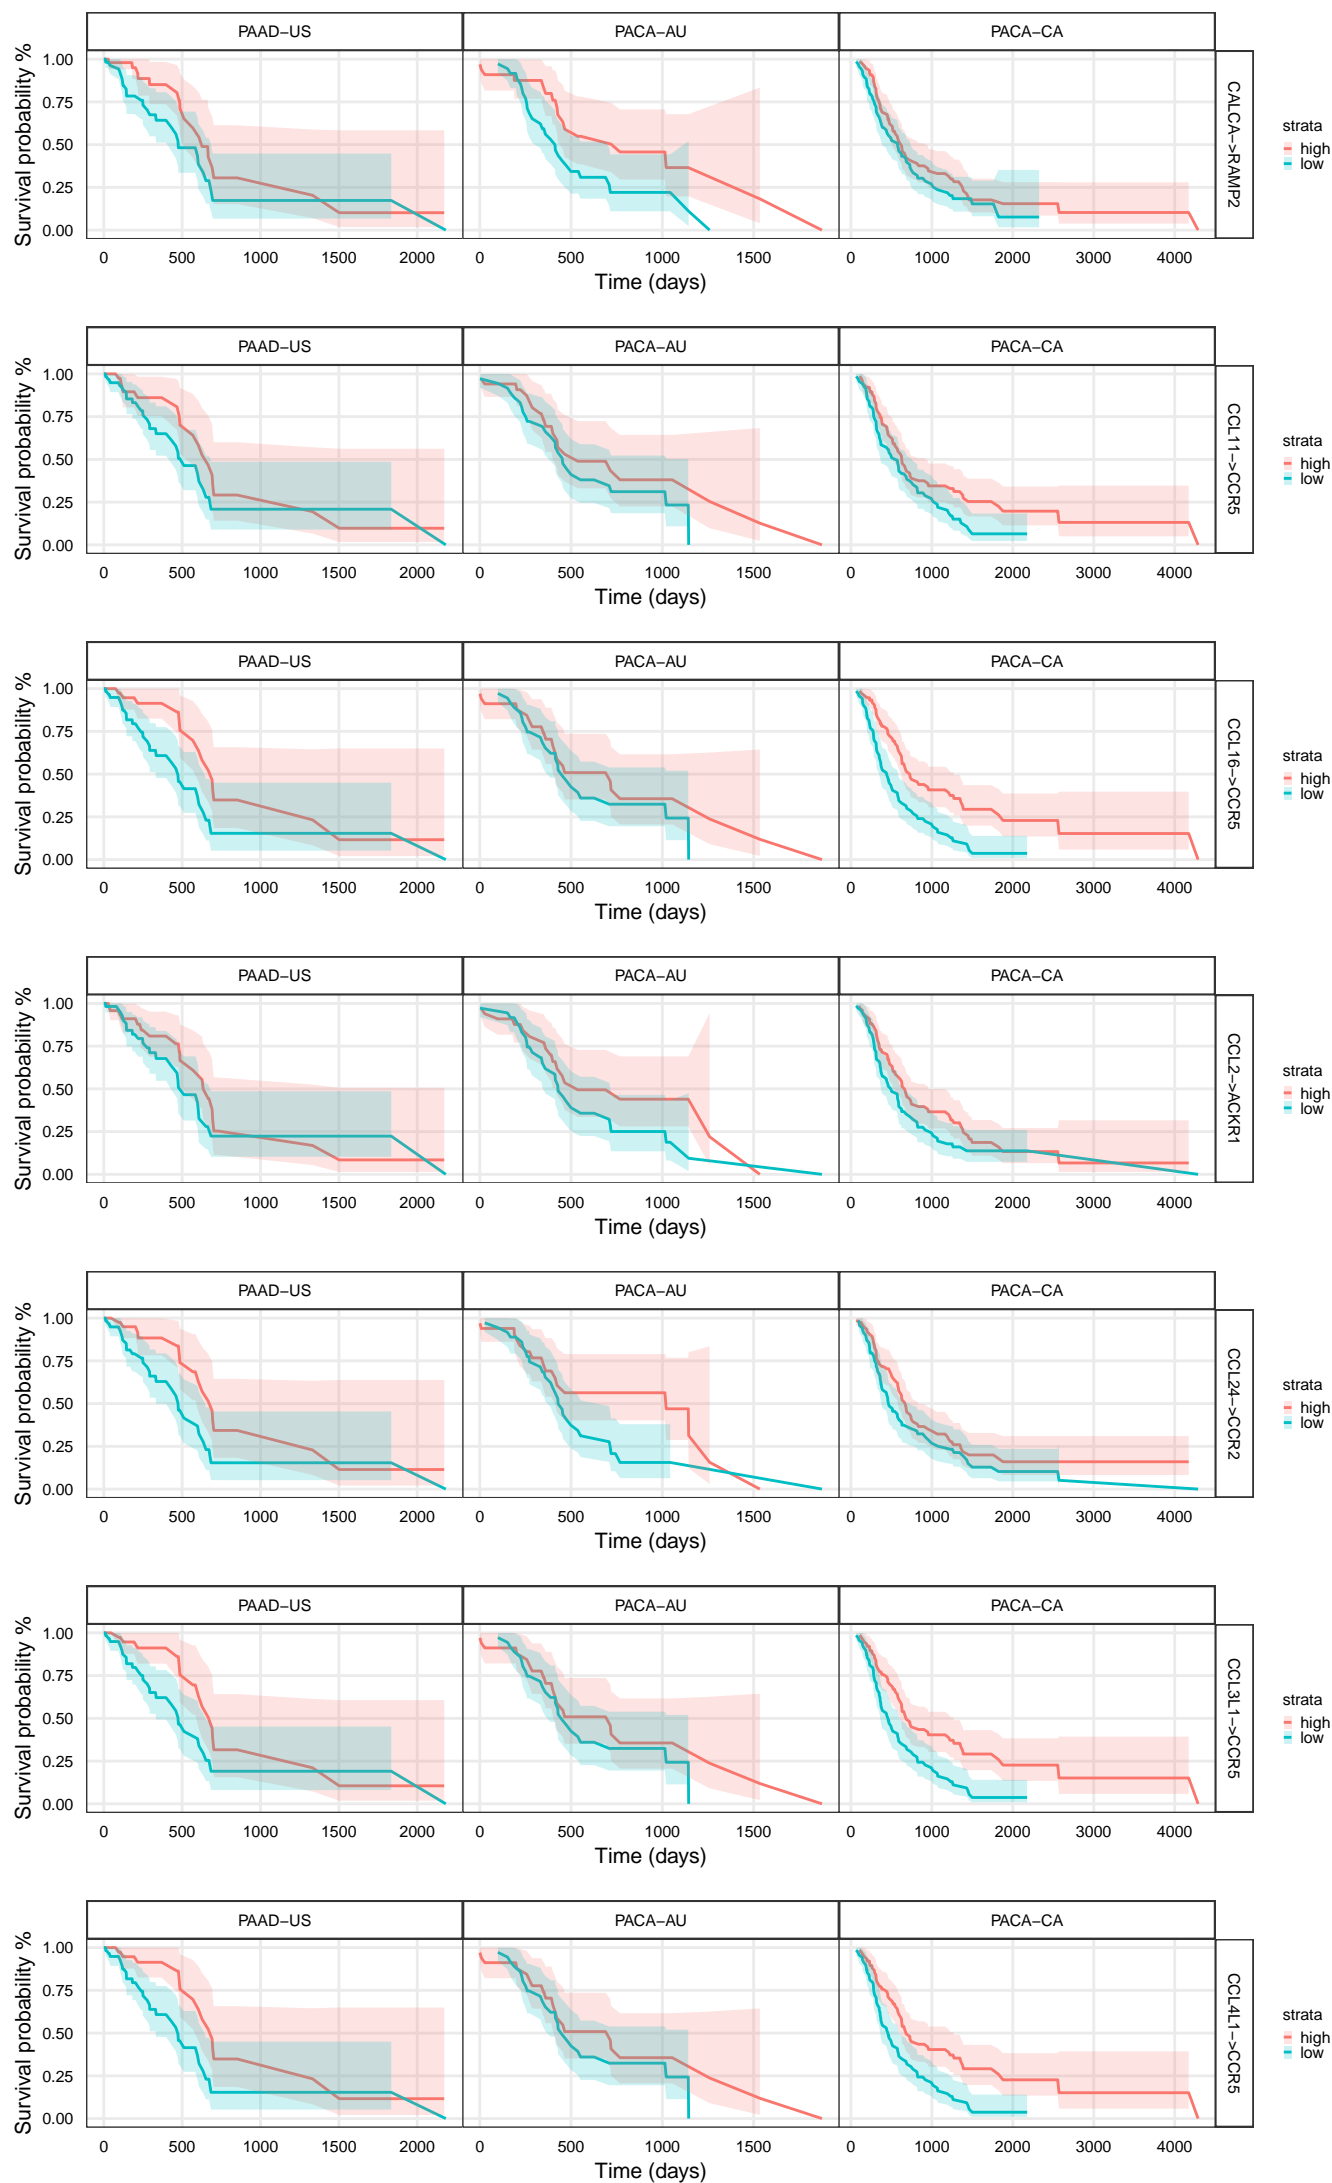 PAAD−US PACA−AU PACA−CA
Survival probability %
1.00
0.75
0.50
0.25
0.00
CALCA−>RAMP2
strata
high
low
0 500 1000 1500 2000 0 500 1000 1500 0 1000 2000 3000 4000
Time (days)
PAAD−US PACA−AU PACA−CA
Survival probability %
1.00
0.75
0.50
0.25
0.00
CCL11−>CCR5
strata
high
low
0 500 1000 1500 2000 0 500 1000 1500 0 1000 2000 3000 4000
Time (days)
PAAD−US PACA−AU PACA−CA
Survival probability %
1.00
0.75
0.50
0.25
0.00
CCL16−>CCR5
strata
high
low
0 500 1000 1500 2000 0 500 1000 1500 0 1000 2000 3000 4000
Time (days)
PAAD−US PACA−AU PACA−CA
Survival probability %
1.00
0.75
0.50
0.25
0.00
CCL2−>ACKR1
strata
high
low
0 500 1000 1500 2000 0 500 1000 1500 0 1000 2000 3000 4000
Time (days)
PAAD−US PACA−AU PACA−CA
Survival probability %
1.00
0.75
0.50
0.25
0.00
CCL24−>CCR2
strata
high
low
0 500 1000 1500 2000 0 500 1000 1500 0 1000 2000 3000 4000
Time (days)
PAAD−US PACA−AU PACA−CA
Survival probability %
1.00
0.75
0.50
0.25
0.00
CCL3L1−>CCR5
strata
high
low
0 500 1000 1500 2000 0 500 1000 1500 0 1000 2000 3000 4000
Time (days)
PAAD−US PACA−AU PACA−CA
Survival probability %
1.00
0.75
0.50
0.25
0.00
CCL4L1−>CCR5
strata
high
low
0 500 1000 1500 2000 0 500 1000 1500 0 1000 2000 3000 4000
Time (days)